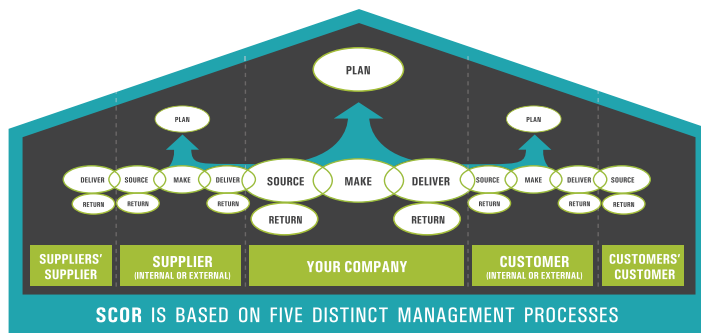 PLAN
PLAN
PLAN
DELIVER
SOURCE
MAKE
DELIVER
SOURCE
MAKE
DELIVER
SOURCE
MAKE
DELIVER
SOURCE
RETURN
RETURN
RETURN
RETURN
RETURN
RETURN
RETURN
RETURN
SUPPLIERS'
SUPPLIER
SUPPLIER
(INTERNAL OR EXTERNAL)
YOUR COMPANY
CUSTOMER
(INTERNAL OR EXTERNAL)
CUSTOMERS'
CUSTOMER
SCOR IS BASED ON FIVE DISTINCT MANAGEMENT PROCESSES